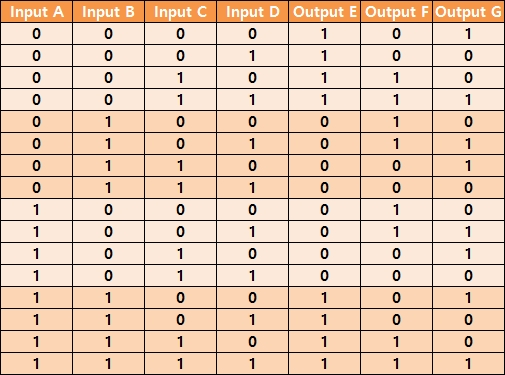 Input A Input B Input C Input D Output E Output F Output G
0 0 0 0 1 0 1
0 0 0 1 1 0 0
0 0 1 0 1 1 0
0 0 1 1 1 1 1
0 1 0 0 0 1 0
0 1 0 1 0 1 1
0 1 1 0 0 0 1
0 1 1 1 0 0 0
1 0 0 0 0 1 0
1 0 0 1 0 1 1
1 0 1 0 0 0 1
1 0 1 1 0 0 0
1 1 0 0 1 0 1
1 1 0 1 1 0 0
1 1 1 0 1 1 0
1 1 1 1 1 1 1